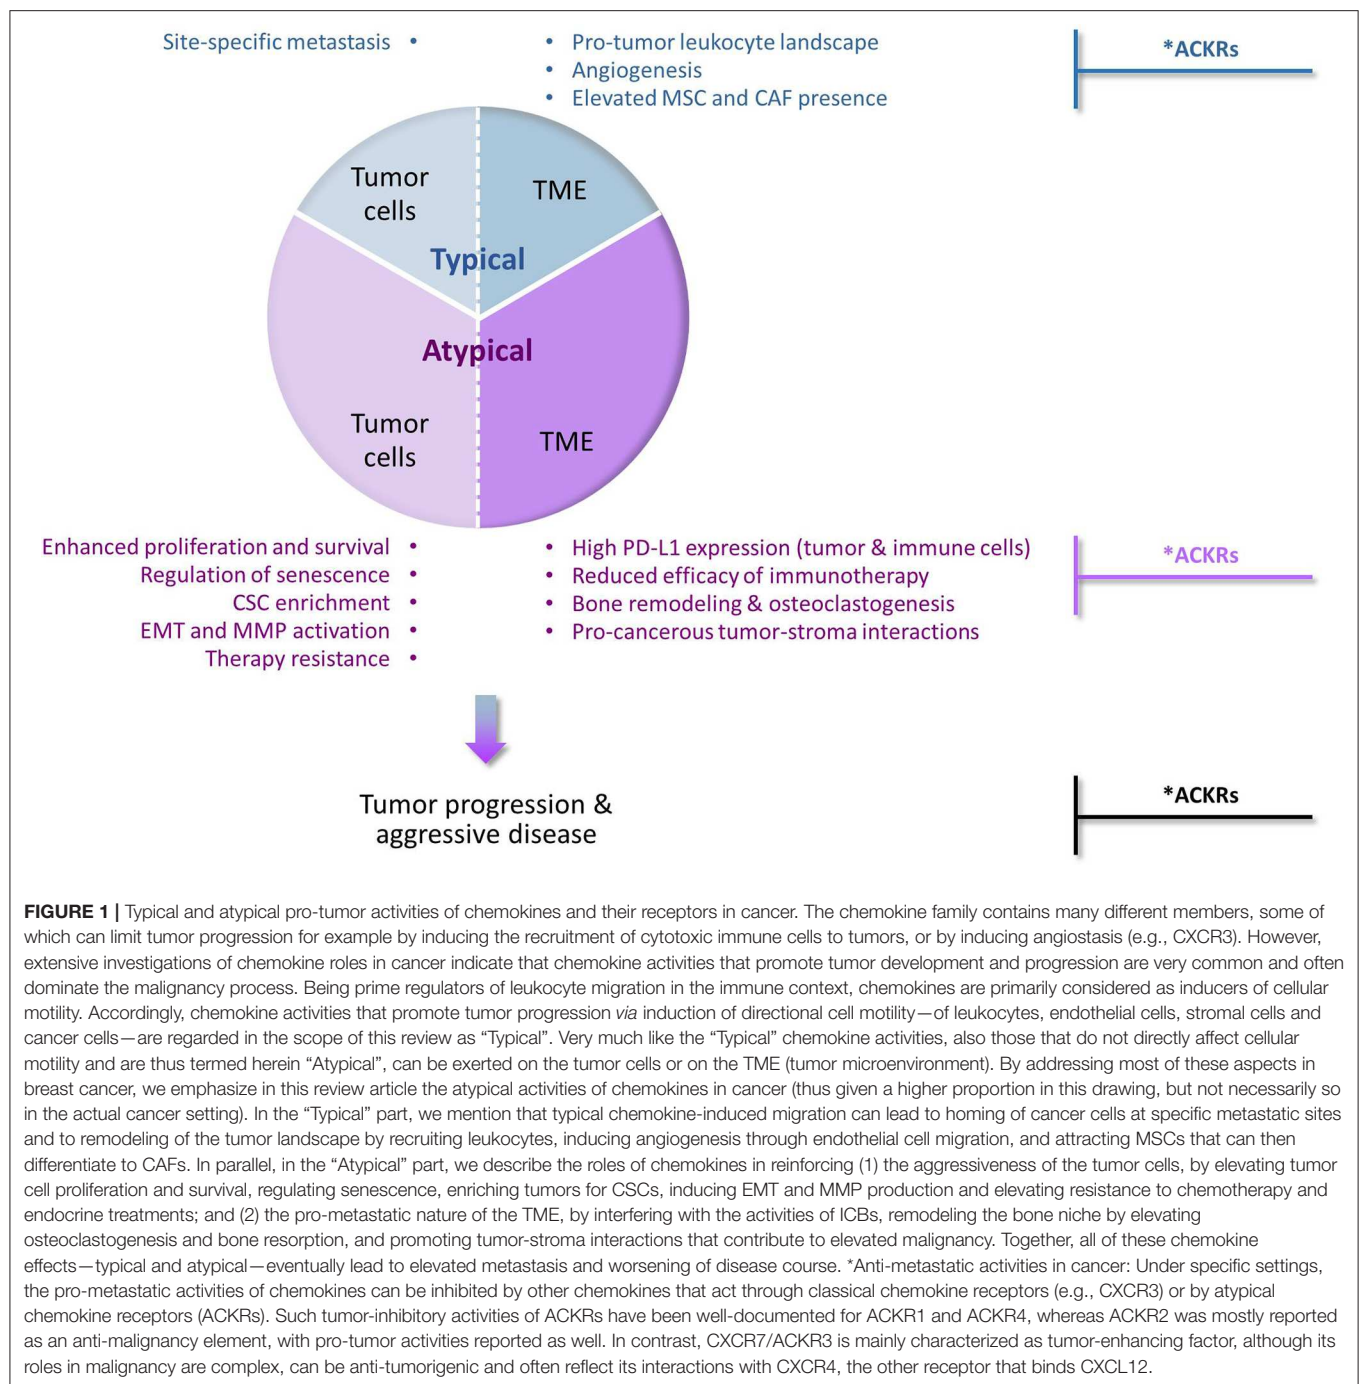 Site-specific metastasis •
• Pro-tumor leukocyte landscape
• Angiogenesis
• Elevated MSC and CAF presence
*ACKRs
Tumor
cells
TME
Typical
Atypical
Tumor
cells
TME
Enhanced proliferation and survival •
Regulation of senescence •
CSC enrichment •
EMT and MMP activation •
Therapy resistance •
• High PD-L1 expression (tumor & immune cells)
• Reduced efficacy of immunotherapy
• Bone remodeling & osteoclastogenesis
• Pro-cancerous tumor-stroma interactions
*ACKRs
Tumor progression &
aggressive disease
*ACKRs
FIGURE 1 | Typical and atypical pro-tumor activities of chemokines and their receptors in cancer. The chemokine family contains many different members, some of
which can limit tumor progression for example by inducing the recruitment of cytotoxic immune cells to tumors, or by inducing angiostasis (e.g., CXCR3). However,
extensive investigations of chemokine roles in cancer indicate that chemokine activities that promote tumor development and progression are very common and often
dominate the malignancy process. Being prime regulators of leukocyte migration in the immune context, chemokines are primarily considered as inducers of cellular
motility. Accordingly, chemokine activities that promote tumor progression via induction of directional cell motility—of leukocytes, endothelial cells, stromal cells and
cancer cells—are regarded in the scope of this review as “Typical”. Very much like the “Typical” chemokine activities, also those that do not directly affect cellular
motility and are thus termed herein “Atypical”, can be exerted on the tumor cells or on the TME (tumor microenvironment). By addressing most of these aspects in
breast cancer, we emphasize in this review article the atypical activities of chemokines in cancer (thus given a higher proportion in this drawing, but not necessarily so
in the actual cancer setting). In the “Typical” part, we mention that typical chemokine-induced migration can lead to homing of cancer cells at specific metastatic sites
and to remodeling of the tumor landscape by recruiting leukocytes, inducing angiogenesis through endothelial cell migration, and attracting MSCs that can then
differentiate to CAFs. In parallel, in the “Atypical” part, we describe the roles of chemokines in reinforcing (1) the aggressiveness of the tumor cells, by elevating tumor
cell proliferation and survival, regulating senescence, enriching tumors for CSCs, inducing EMT and MMP production and elevating resistance to chemotherapy and
endocrine treatments; and (2) the pro-metastatic nature of the TME, by interfering with the activities of ICBs, remodeling the bone niche by elevating
osteoclastogenesis and bone resorption, and promoting tumor-stroma interactions that contribute to elevated malignancy. Together, all of these chemokine
effects—typical and atypical—eventually lead to elevated metastasis and worsening of disease course. *Anti-metastatic activities in cancer: Under specific settings,
the pro-metastatic activities of chemokines can be inhibited by other chemokines that act through classical chemokine receptors (e.g., CXCR3) or by atypical
chemokine receptors (ACKRs). Such tumor-inhibitory activities of ACKRs have been well-documented for ACKR1 and ACKR4, whereas ACKR2 was mostly reported
as an anti-malignancy element, with pro-tumor activities reported as well. In contrast, CXCR7/ACKR3 is mainly characterized as tumor-enhancing factor, although its
roles in malignancy are complex, can be anti-tumorigenic and often reflect its interactions with CXCR4, the other receptor that binds CXCL12.